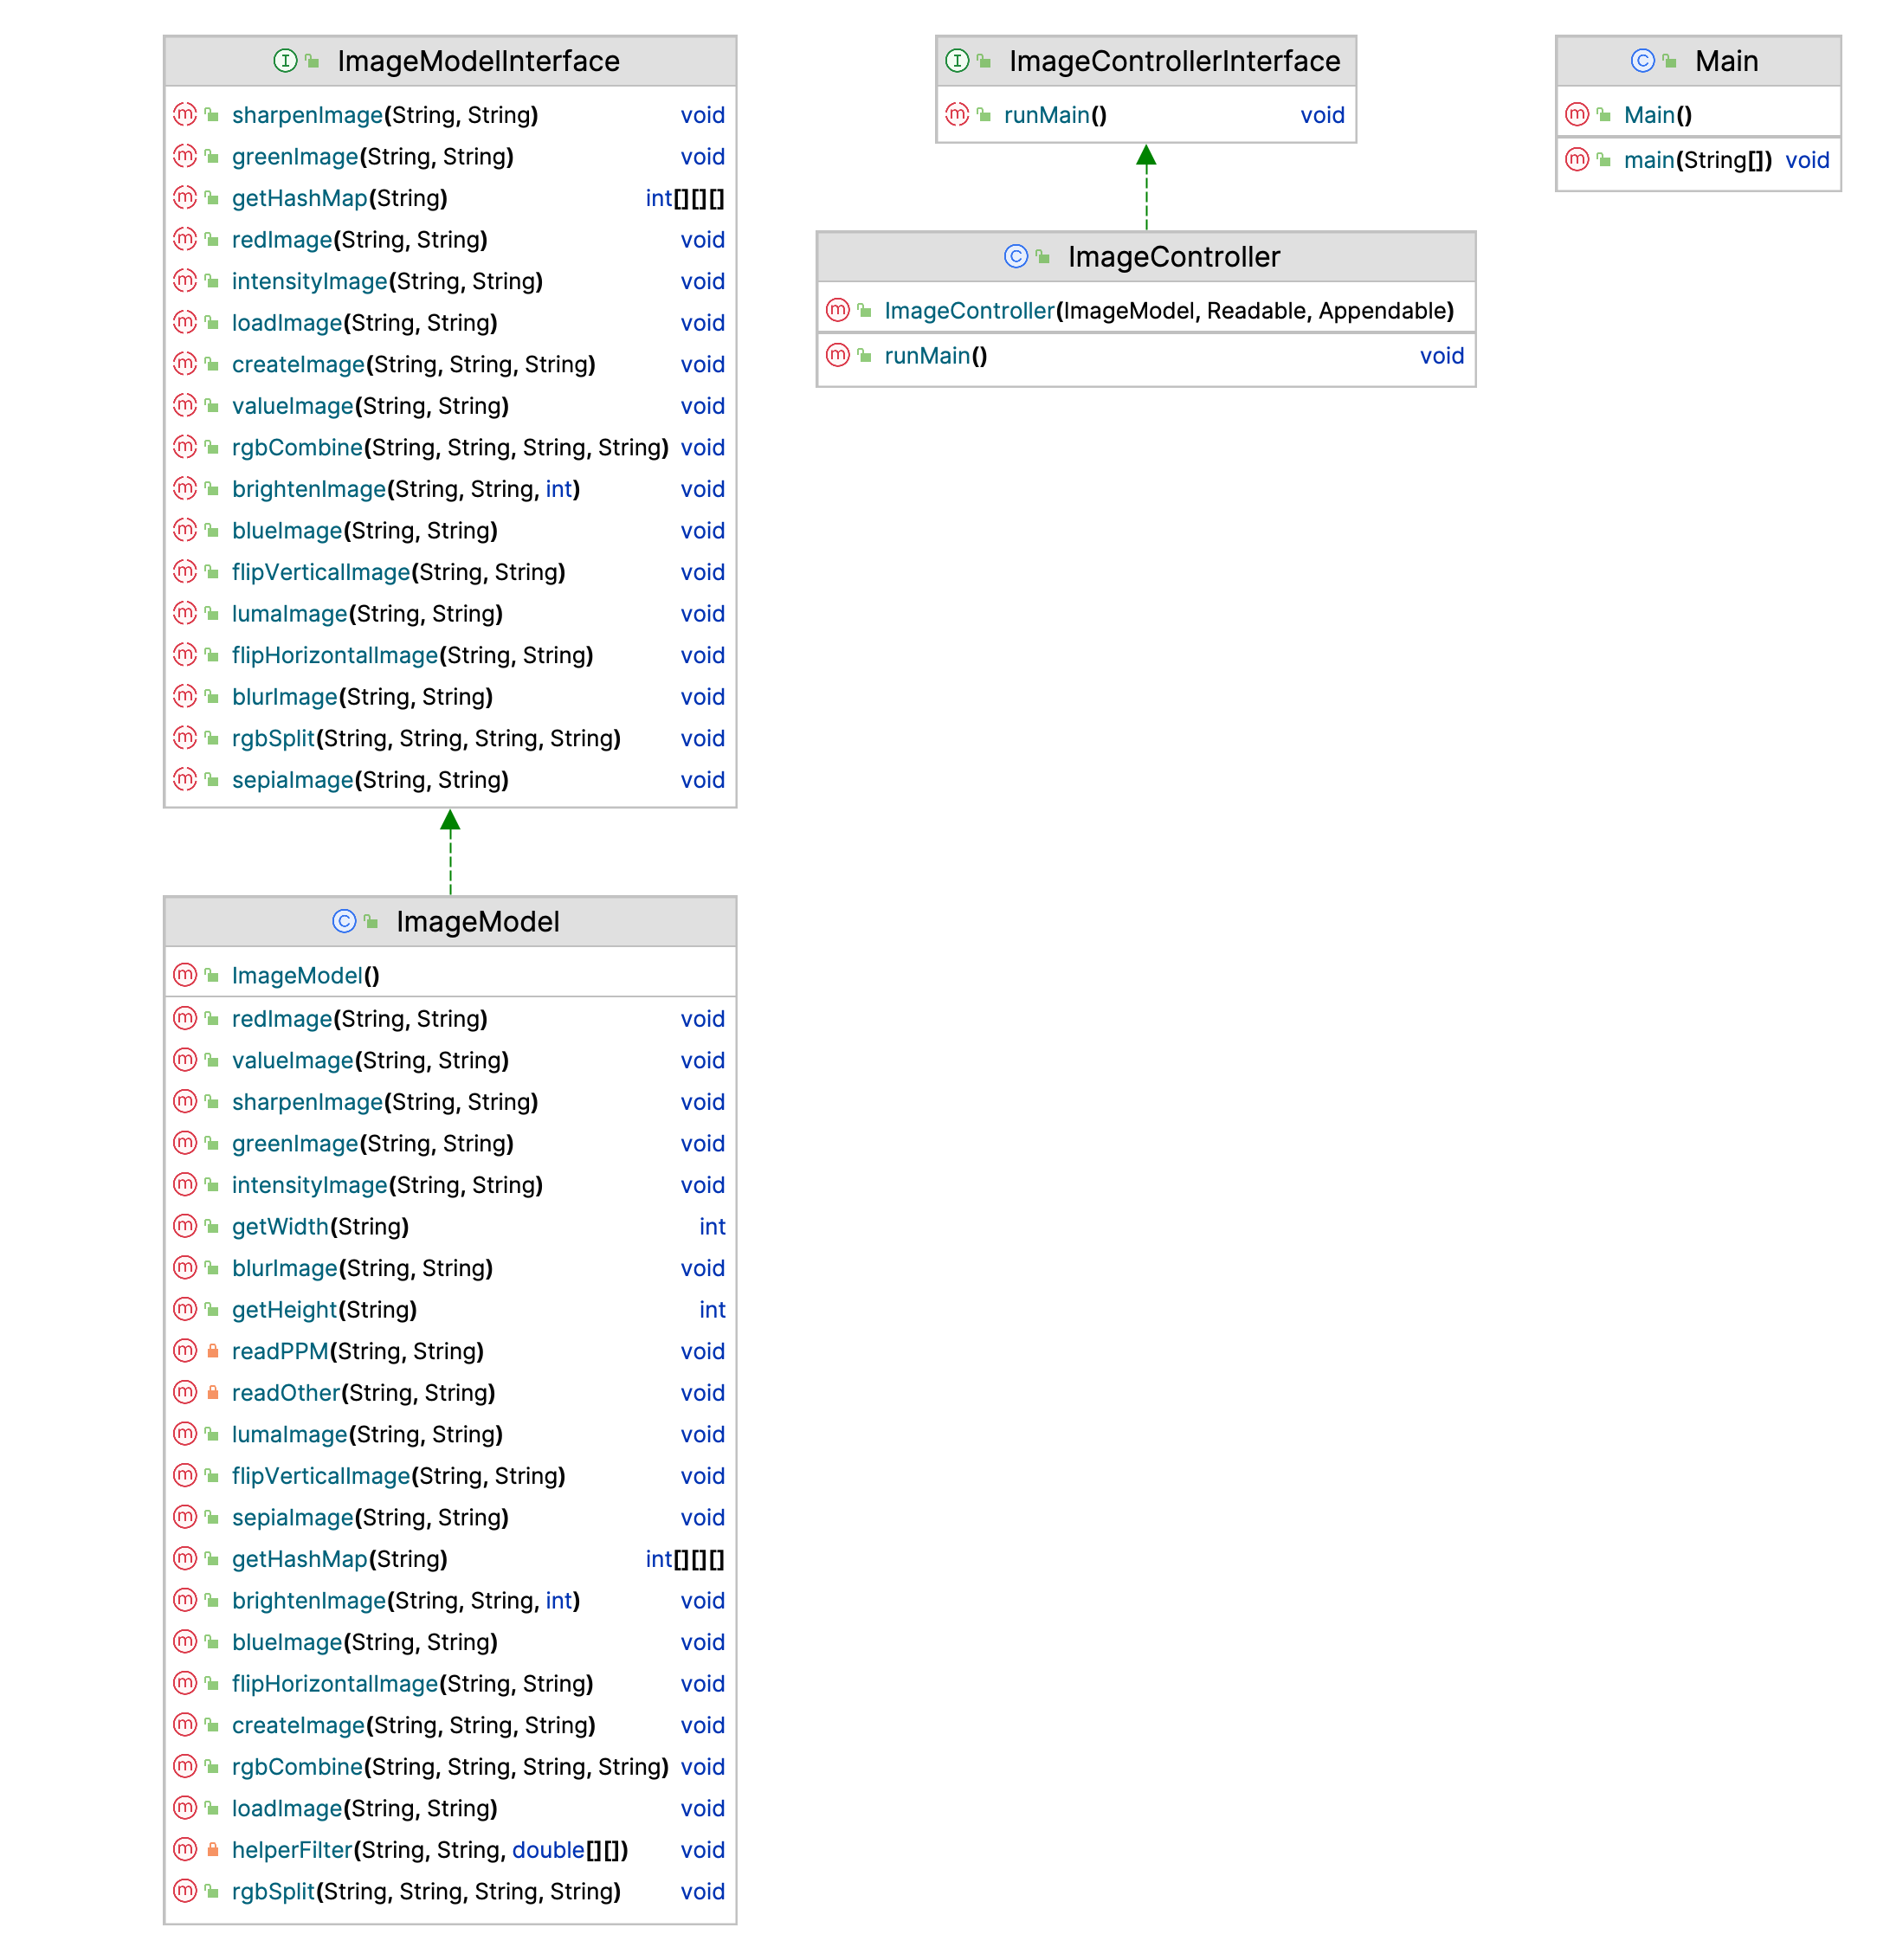 ImageModelInterface
sharpenImage(String, String) void
greenImage(String, String) void
getHashMap(String) int[][][]
redImage(String, String) void
intensityImage(String, String) void
loadImage(String, String) void
createImage(String, String, String) void
valueImage(String, String) void
rgbCombine(String, String, String, String) void
brightenImage(String, String, int) void
blueImage(String, String) void
flipVerticalImage(String, String) void
lumaImage(String, String) void
flipHorizontalImage(String, String) void
blurImage(String, String) void
rgbSplit(String, String, String, String) void
sepiaImage(String, String) void
ImageModel
ImageModel()
redImage(String, String) void
valueImage(String, String) void
sharpenImage(String, String) void
greenImage(String, String) void
intensityImage(String, String) void
getWidth(String) int
blurImage(String, String) void
getHeight(String) int
readPPM(String, String) void
readOther(String, String) void
lumaImage(String, String) void
flipVerticalImage(String, String) void
sepiaImage(String, String) void
getHashMap(String) int[][][]
brightenImage(String, String, int) void
blueImage(String, String) void
flipHorizontalImage(String, String) void
createImage(String, String, String) void
rgbCombine(String, String, String, String) void
loadImage(String, String) void
helperFilter(String, String, double[][]) void
rgbSplit(String, String, String, String) void
ImageControllerInterface
runMain() void
ImageController
ImageController(ImageModel, Readable, Appendable)
runMain() void
Main
Main()
main(String[]) void